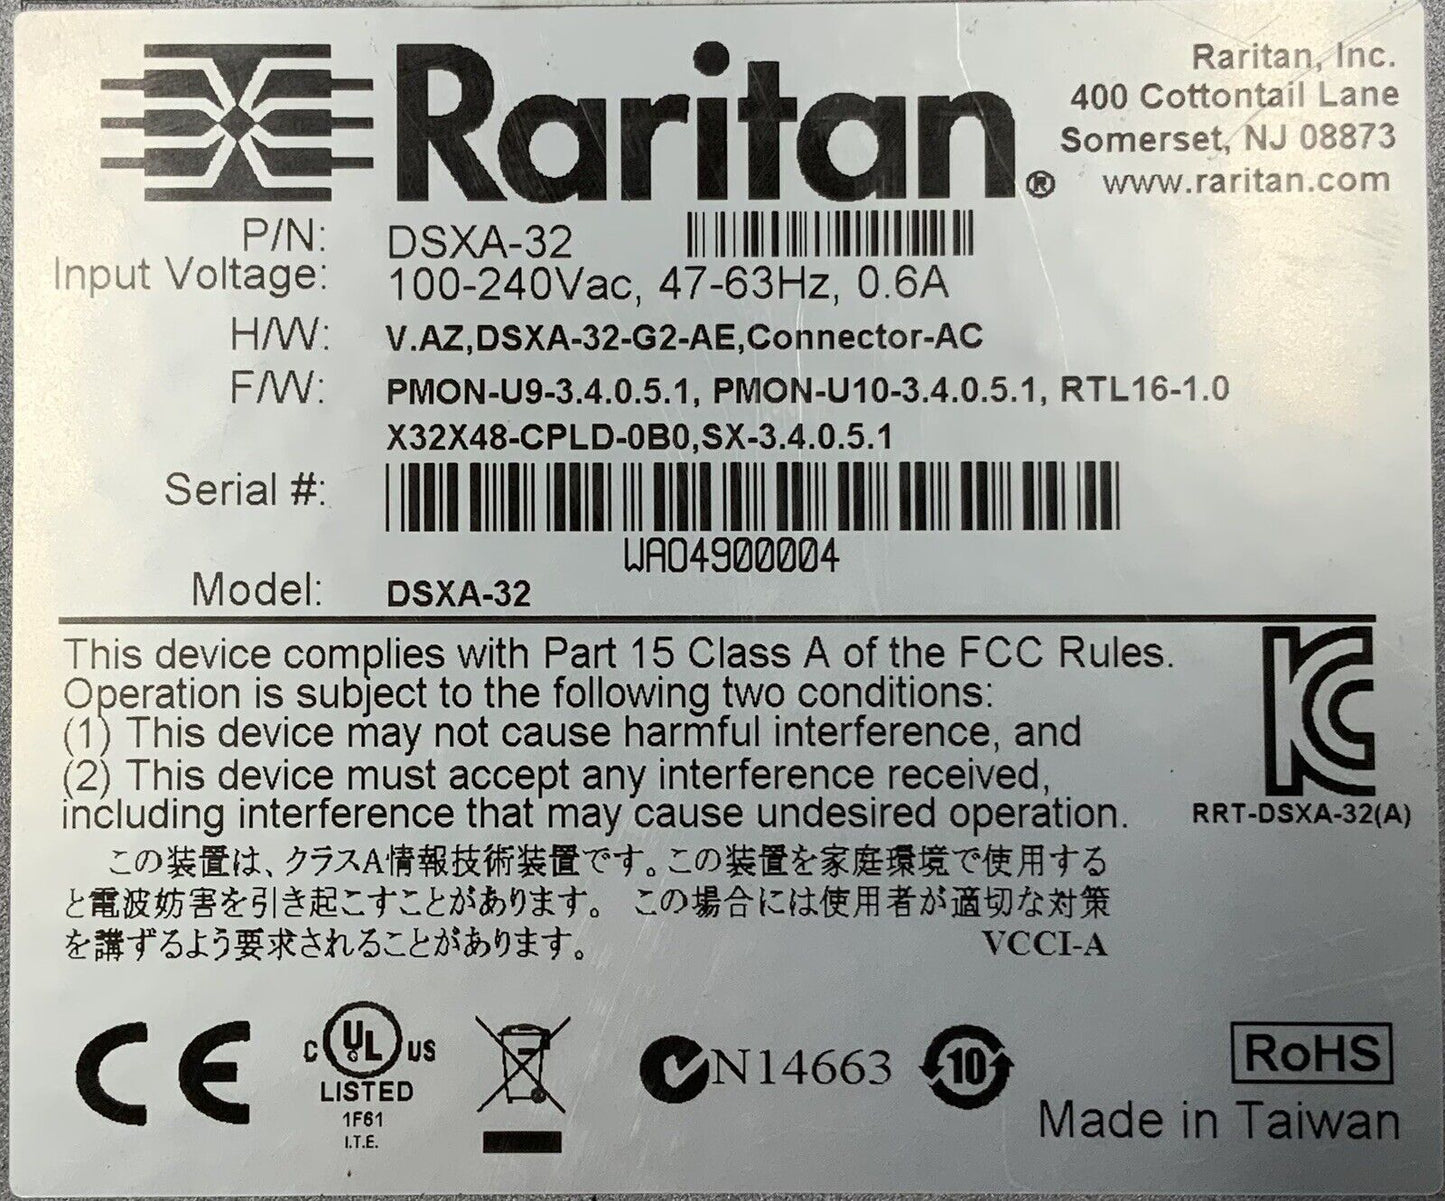 Raritan®
Raritan, Inc.
400 Cottontail Lane
Somerset, NJ 08873
www.raritan.com
P/N: DSXA-32
Input Voltage: 100-240Vac, 47-63Hz, 0.6A
H/W: V.AZ,DSXA-32-G2-AE,Connector-AC
F/W: PMON-U9-3.4.0.5.1, PMON-U10-3.4.0.5.1, RTL16-1.0
X32X48-CPLD-0B0,SX-3.4.0.5.1
Serial #:
WAO4900004
Model: DSXA-32
This device complies with Part 15 Class A of the FCC Rules.
Operation is subject to the following two conditions:
(1) This device may not cause harmful interference, and
(2) This device must accept any interference received,
including interference that may cause undesired operation.
KC
RRT-DSXA-32(A)
この装置は、クラスA情報技術装置です。この装置を家庭環境で使用する
と電波妨害を引き起こすことがあります。 この場合には使用者が適切な対策
を講ずるよう要求されることがあります。 VCCI-A
CE
C UL US
LISTED
1F61
I.T.E.
N14663
10
RoHS
Made in Taiwan